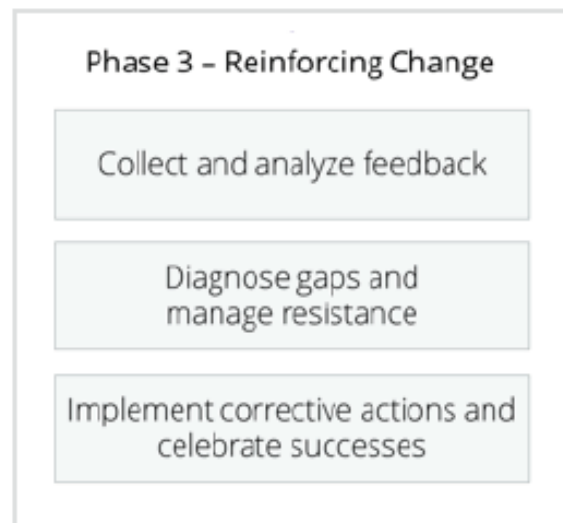 Phase 3 – Reinforcing Change
Collect and analyze feedback
Diagnose gaps and
manage resistance
Implement corrective actions and
celebrate successes